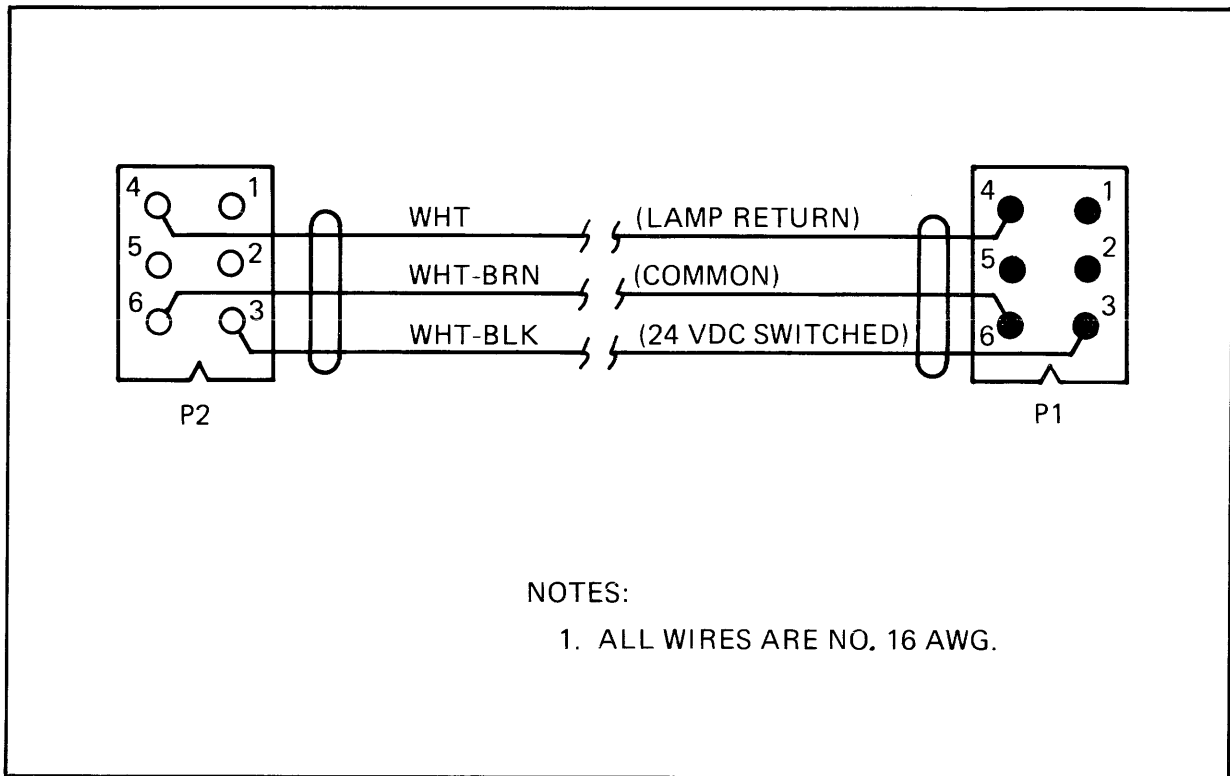 4 1
5 2
6 3
P2
WHT (LAMP RETURN)
WHT-BRN (COMMON)
WHT-BLK (24 VDC SWITCHED)
4 1
5 2
6 3
P1
NOTES:
1. ALL WIRES ARE NO. 16 AWG.